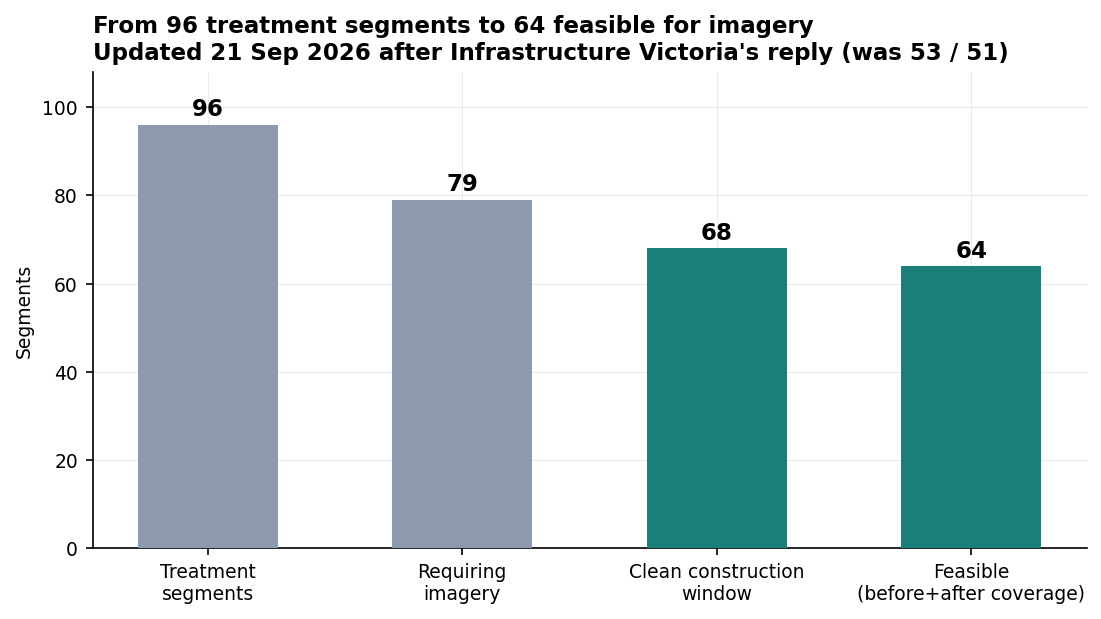 From 96 treatment segments to 64 feasible for imagery
Updated 21 Sep 2026 after Infrastructure Victoria's reply (was 53 / 51)
Segments
100
80
60
40
20
0
96
79
68
64
Treatment
segments
Requiring
imagery
Clean construction
window
Feasible
(before+after coverage)